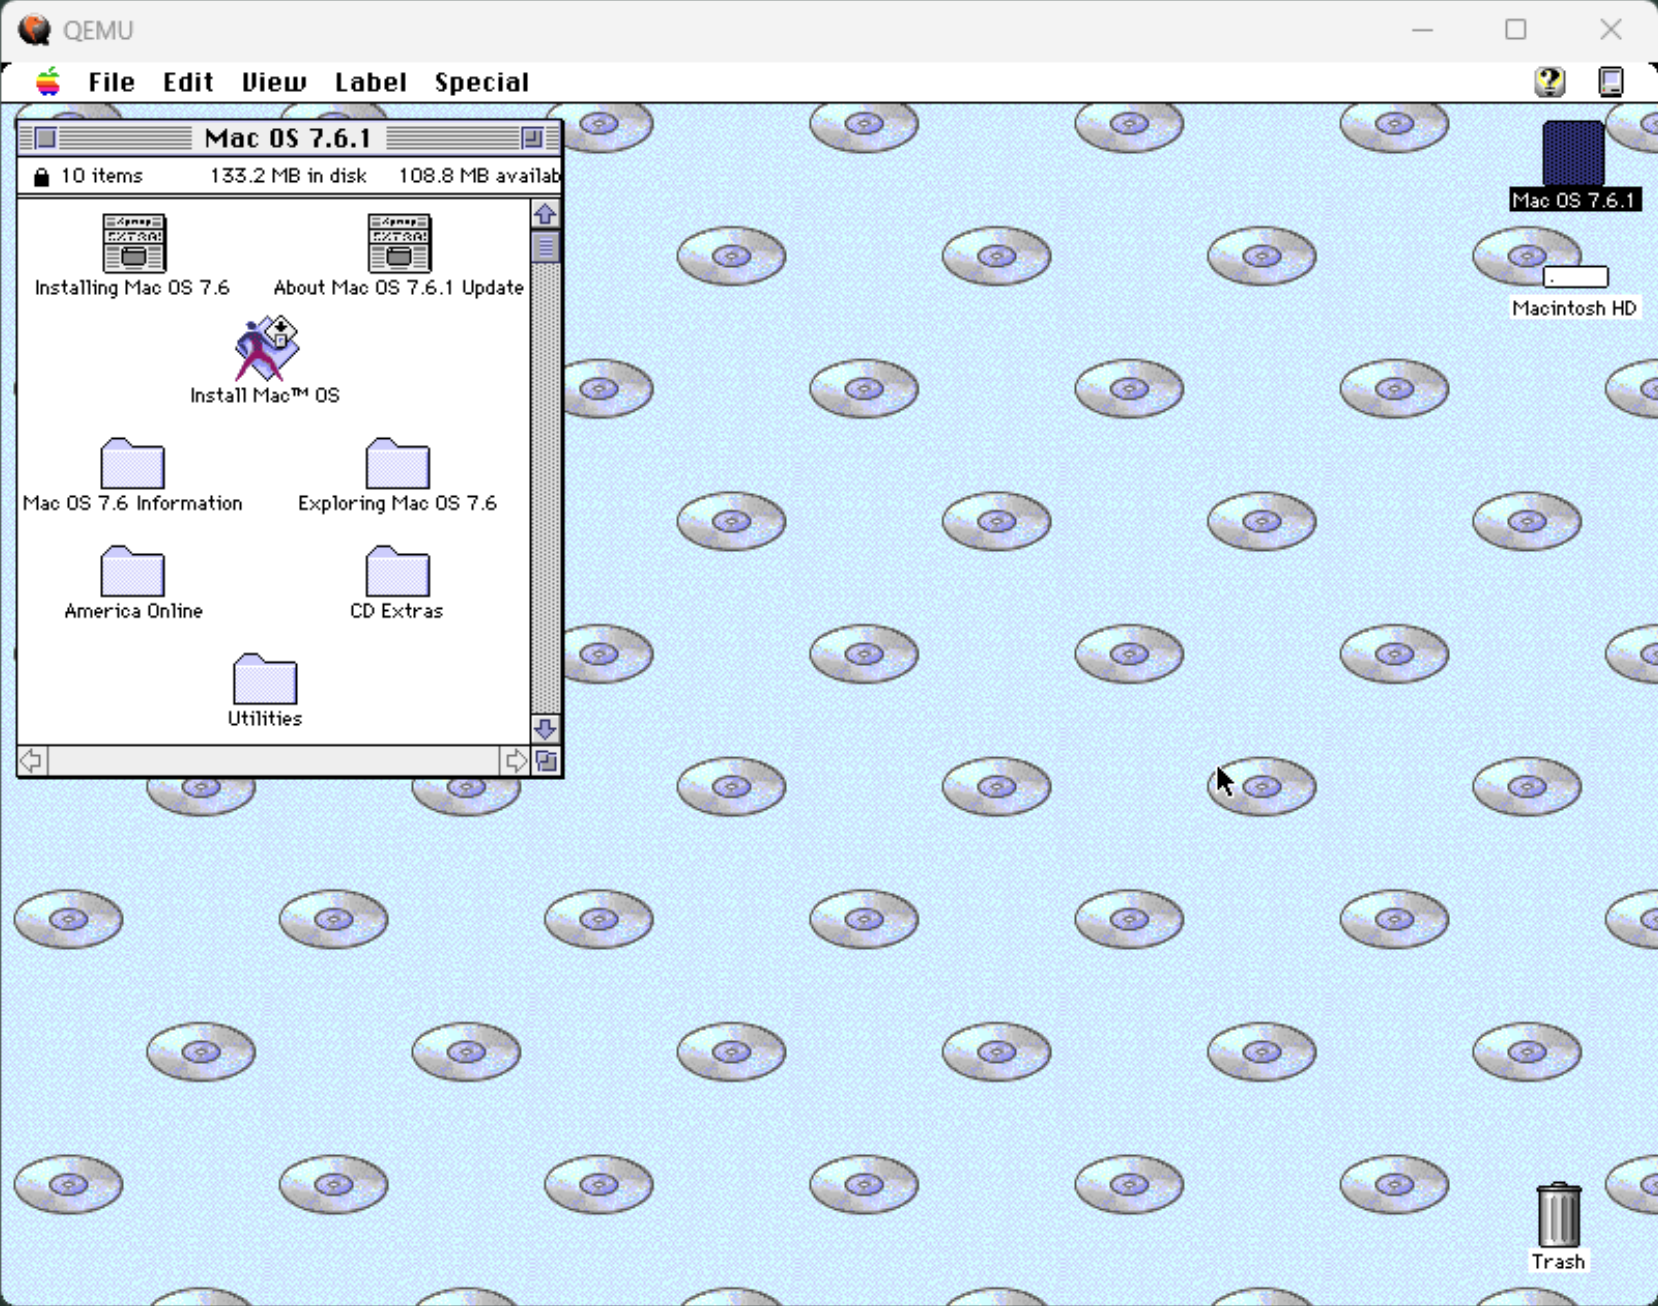 QEMU
File Edit View Label Special
Mac OS 7.6.1
10 items 133.2 MB in disk 108.8 MB availab
Installing Mac OS 7.6
About Mac OS 7.6.1 Update
Install Mac™ OS
Mac OS 7.6 Information
Exploring Mac OS 7.6
America Online
CD Extras
Utilities
Mac OS 7.6.1
Macintosh HD
Trash